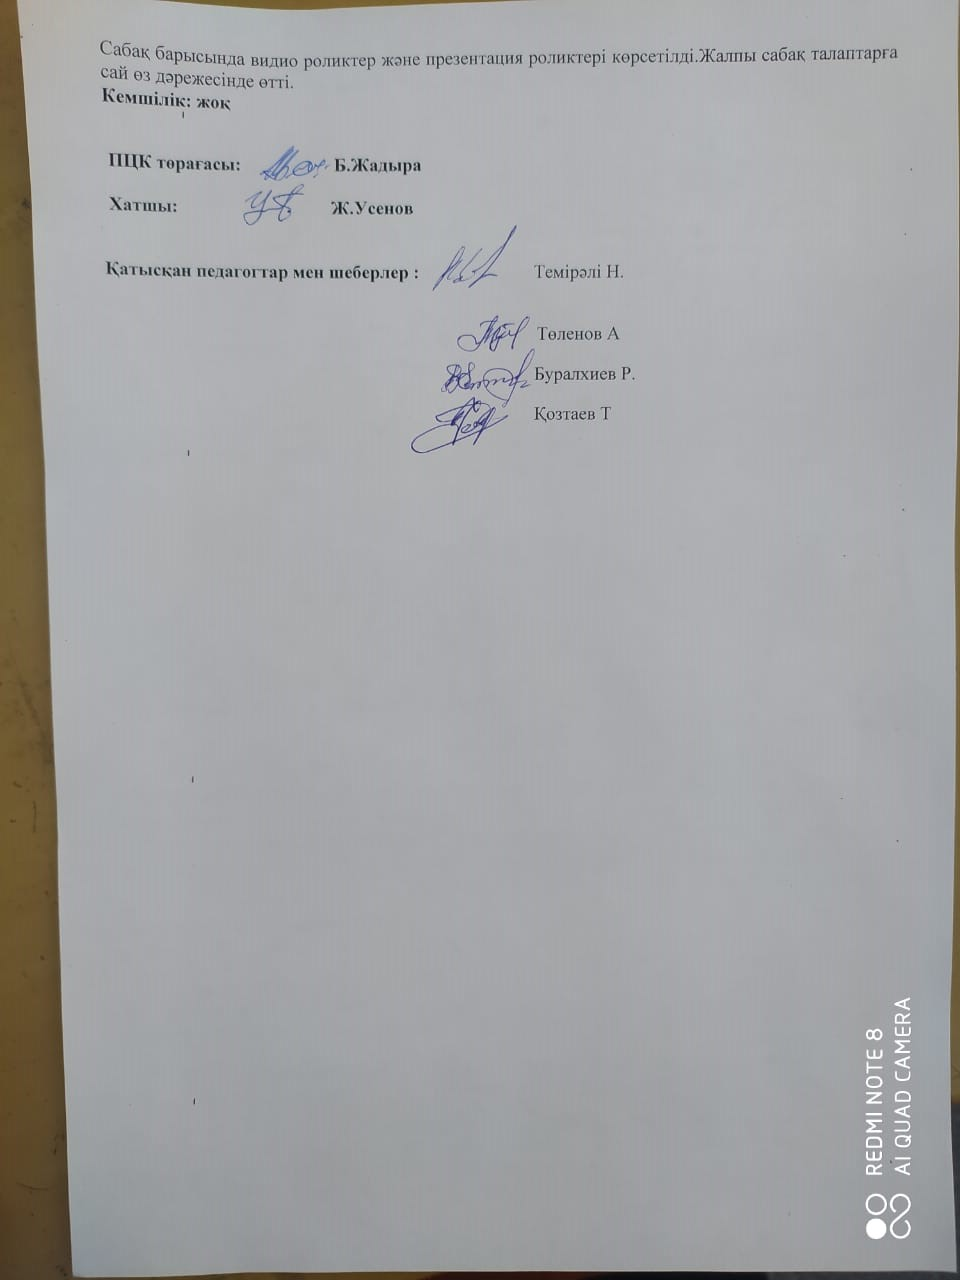 Сабақ барысында видио роликтер және презентация роликтері көрсетілді.Жалпы сабақ талаптарға
сай өз дәрежесінде өтті.
Кемшілік: жоқ
ПЦК төрағасы: Б.Жадыра
Хатшы: Ж.Усенов
Қатысқан педагогтар мен шеберлер : Темірәлі Н.
Төленов А
Буралхиев Р.
Қозтаев Т
REDMI NOTE 8
AI QUAD CAMERA